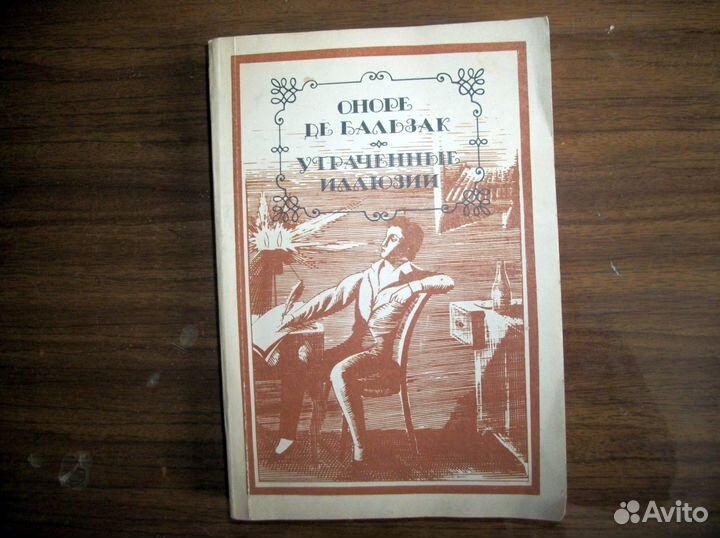 ОНОРЕ
ДЕ БАЛЬЗАК
УТРАЧЕННЫЕ
ИЛЛЮЗИИ
Avito